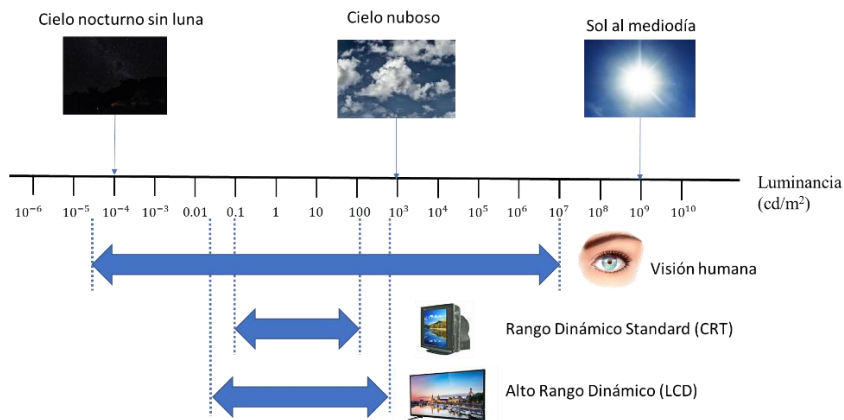 Cielo nocturno sin luna
Cielo nuboso
Sol al mediodía
Luminancia
(cd/m²)
10⁻⁶ 10⁻⁵ 10⁻⁴ 10⁻³ 0.01 0.1 1 10 100 10³ 10⁴ 10⁵ 10⁶ 10⁷ 10⁸ 10⁹ 10¹⁰
Visión humana
Rango Dinámico Standard (CRT)
Alto Rango Dinámico (LCD)